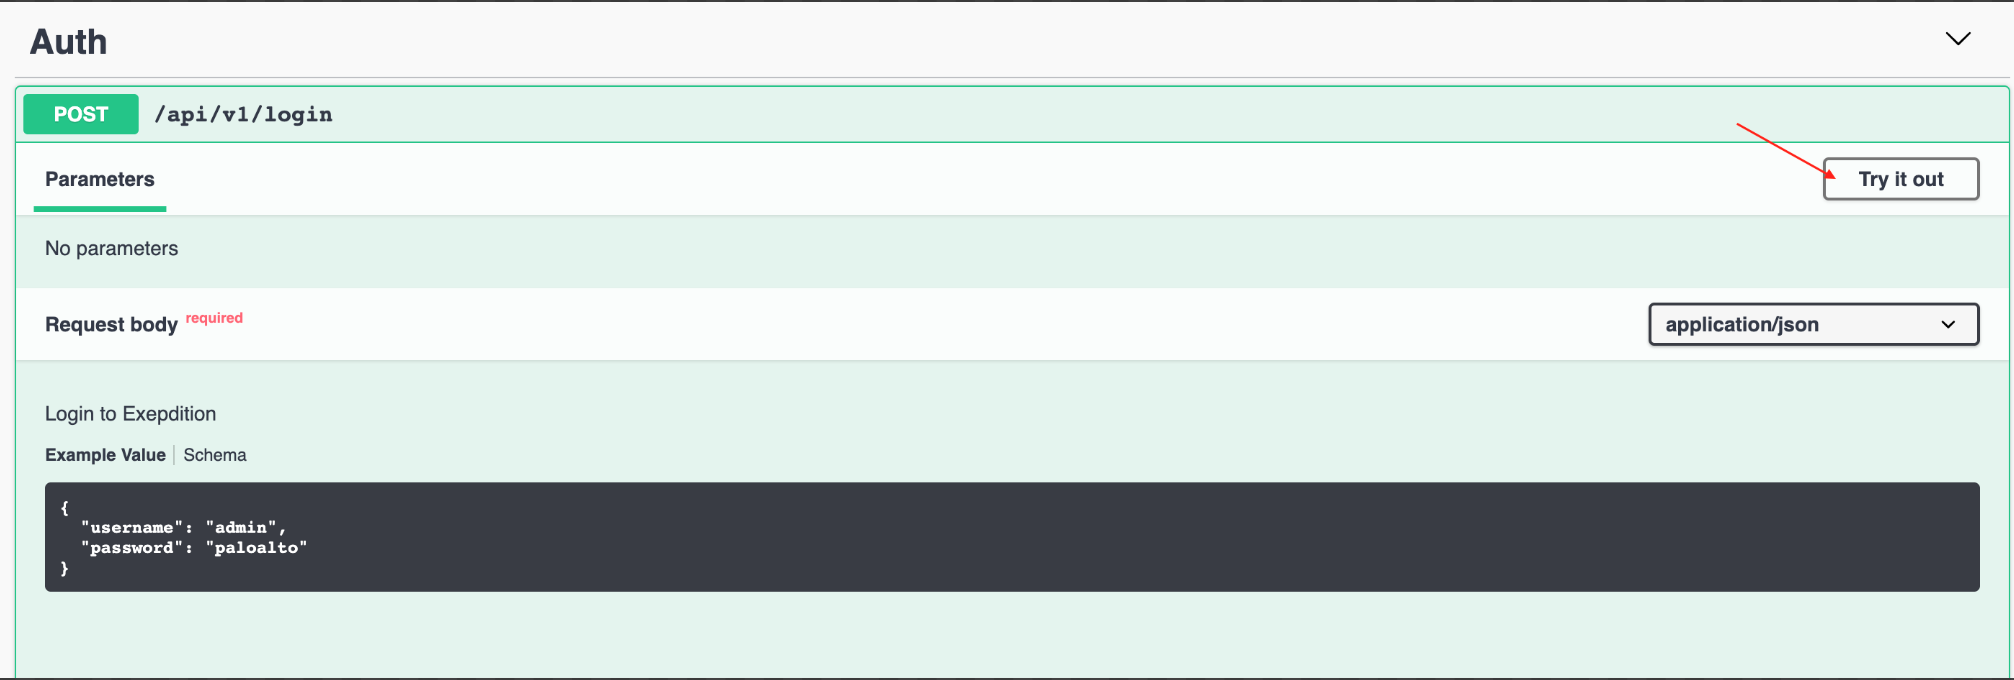 Auth
POST /api/v1/login
Parameters Try it out
No parameters
Request body required application/json
Login to Exepdition
Example Value Schema
{
"username": "admin",
"password": "paloalto"
}